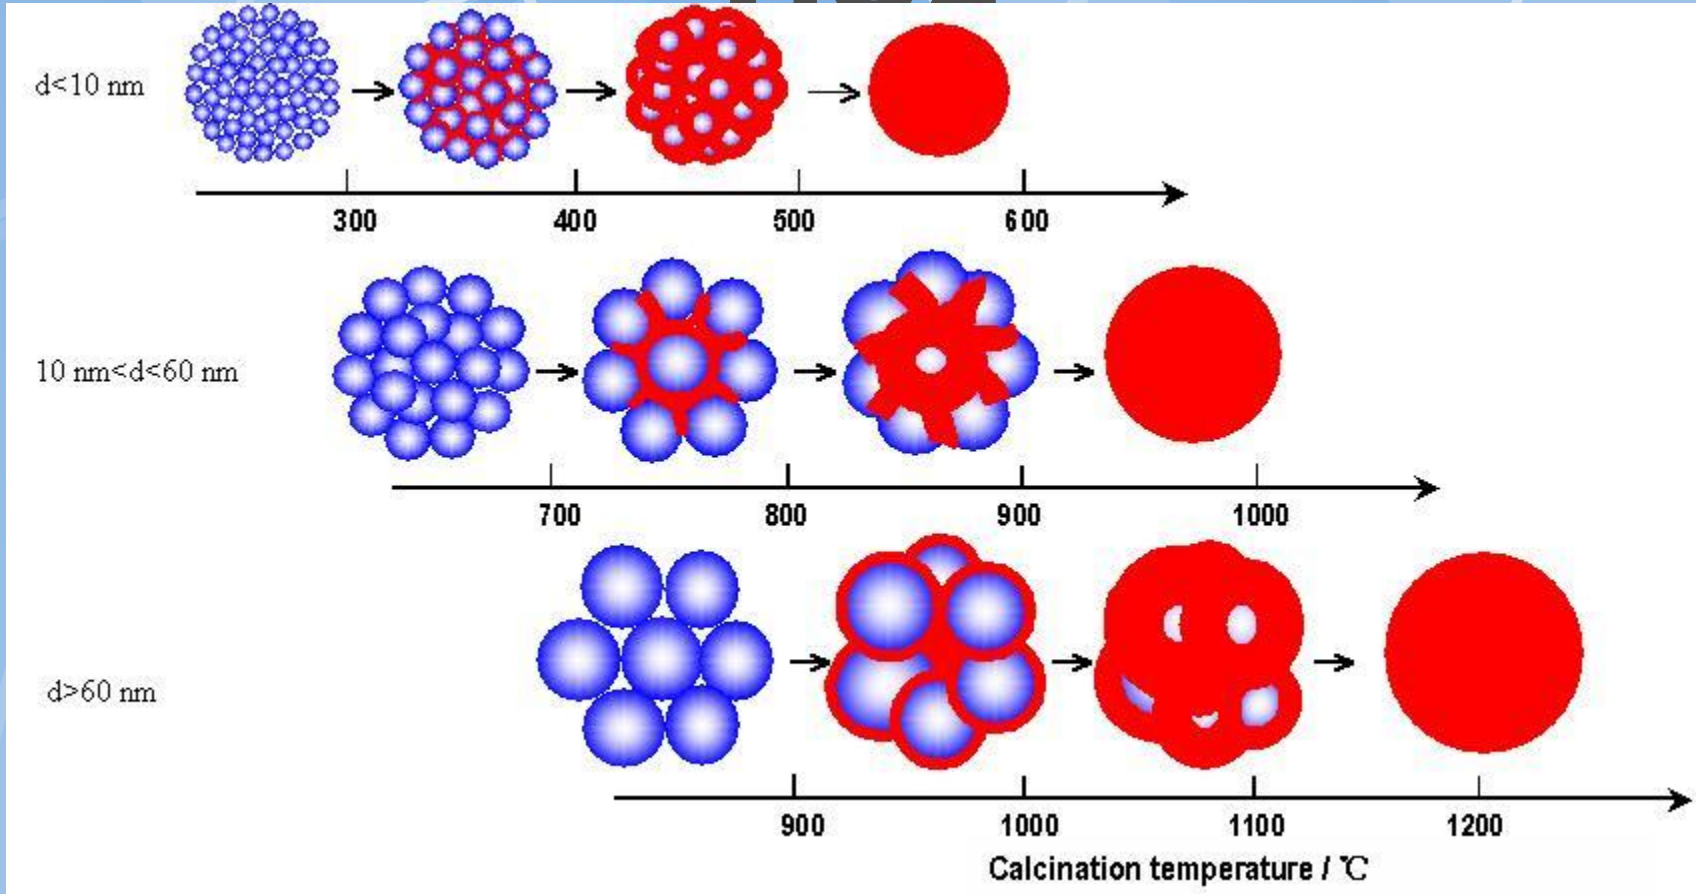 d<10 nm
300 400 500 600
10 nm<d<60 nm
700 800 900 1000
d>60 nm
900 1000 1100 1200
Calcination temperature / ℃